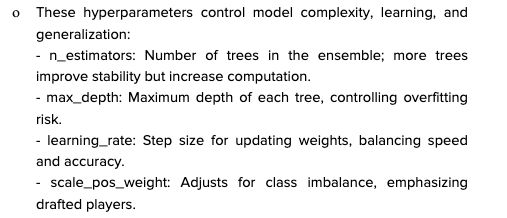 o These hyperparameters control model complexity, learning, and
generalization:
- n_estimators: Number of trees in the ensemble; more trees
improve stability but increase computation.
- max_depth: Maximum depth of each tree, controlling overfitting
risk.
- learning_rate: Step size for updating weights, balancing speed
and accuracy.
- scale_pos_weight: Adjusts for class imbalance, emphasizing
drafted players.